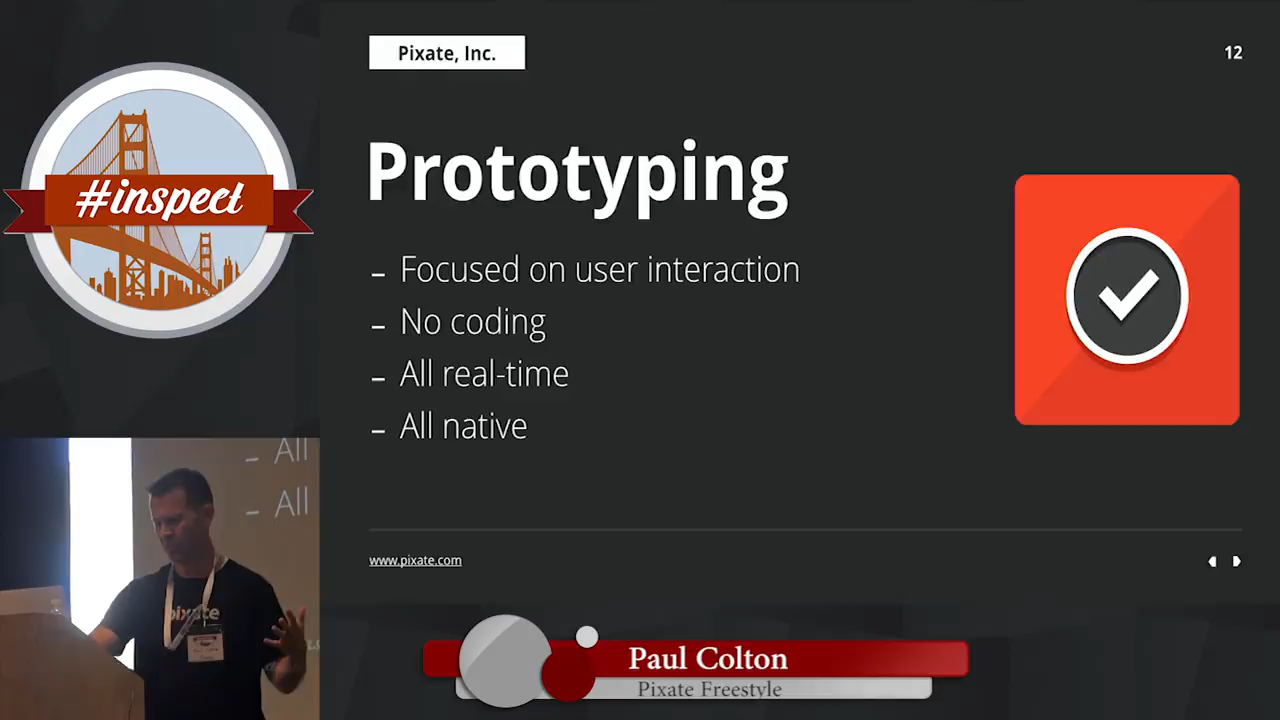 Pixate, Inc.
12
#inspect
Prototyping
– Focused on user interaction
– No coding
– All real-time
– All native
– All
– All
pixate
www.pixate.com
Paul Colton
Pixate Freestyle